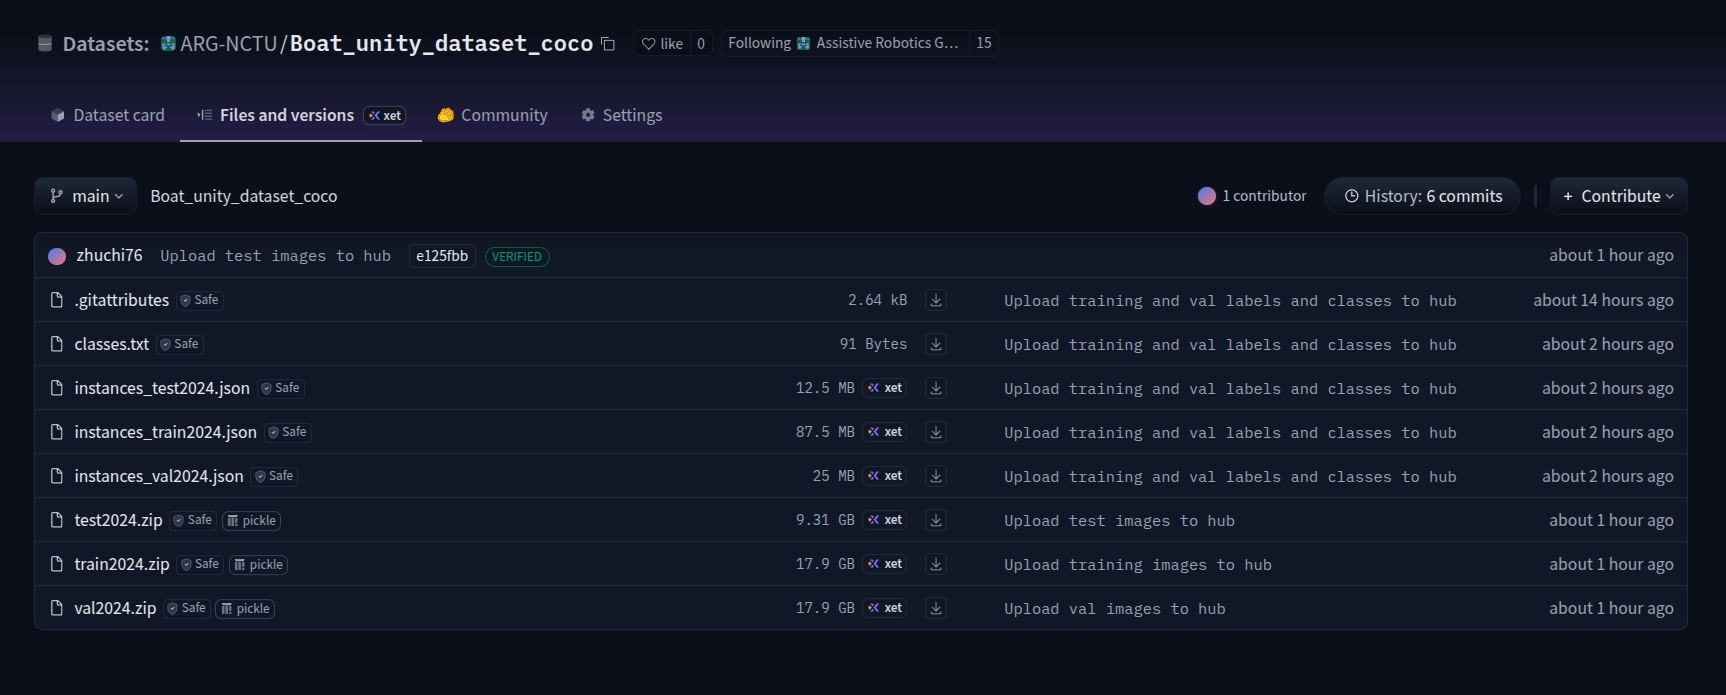 Datasets: ARG-NCTU/Boat_unity_dataset_coco like 0 Following Assistive Robotics G... 15
Dataset card Files and versions xet Community Settings
main Boat_unity_dataset_coco 1 contributor History: 6 commits + Contribute
zhuchi76 Upload test images to hub e125fbb VERIFIED about 1 hour ago
.gitattributes Safe 2.64 kB Upload training and val labels and classes to hub about 14 hours ago
classes.txt Safe 91 Bytes Upload training and val labels and classes to hub about 2 hours ago
instances_test2024.json Safe 12.5 MB xet Upload training and val labels and classes to hub about 2 hours ago
instances_train2024.json Safe 87.5 MB xet Upload training and val labels and classes to hub about 2 hours ago
instances_val2024.json Safe 25 MB xet Upload training and val labels and classes to hub about 2 hours ago
test2024.zip Safe pickle 9.31 GB xet Upload test images to hub about 1 hour ago
train2024.zip Safe pickle 17.9 GB xet Upload training images to hub about 1 hour ago
val2024.zip Safe pickle 17.9 GB xet Upload val images to hub about 1 hour ago